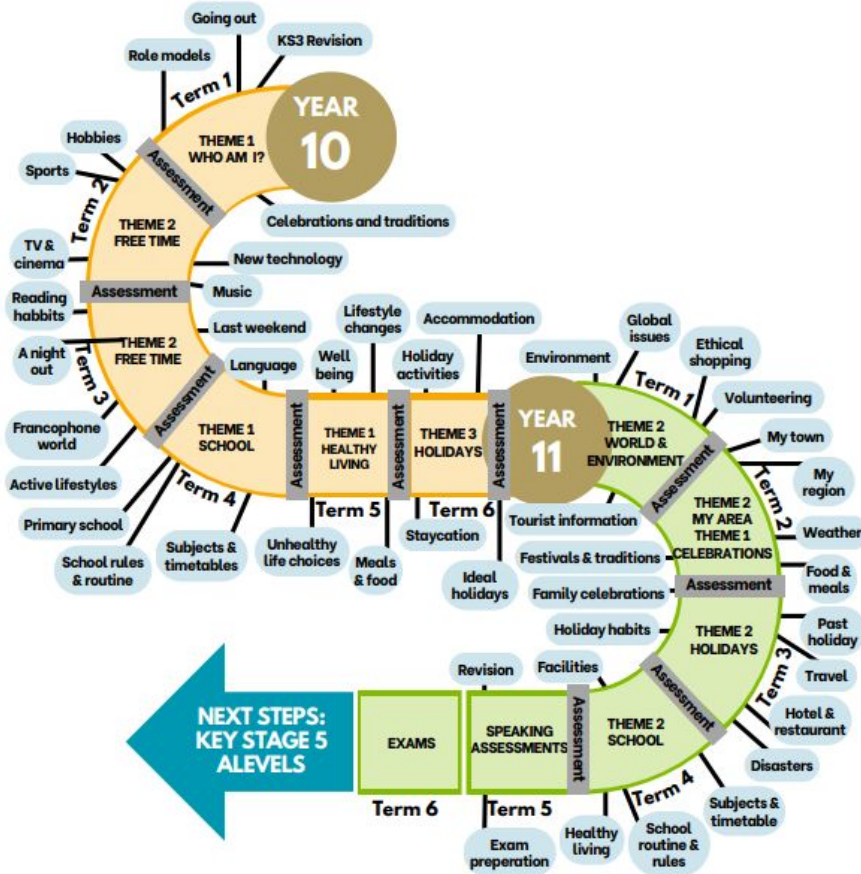 Going out
KS3 Revision
Role models
Term 1
YEAR
10
THEME 1
WHO AM I?
Assessment
Hobbies
Sports
Term 2
Celebrations and traditions
THEME 2
FREE TIME
TV &
cinema
New technology
Assessment
Music
Reading
habbits
Last weekend
THEME 2
FREE TIME
A night
out
Term 3
Language
Assessment
Francophone
world
THEME 1
SCHOOL
Active lifestyles
Term 4
Primary school
School rules
& routine
Subjects &
timetables
Assessment
Well
being
Lifestyle
changes
THEME 1
HEALTHY
LIVING
Term 5
Unhealthy
life choices
Meals
& food
Assessment
Holiday
activities
Accommodation
THEME 3
HOLIDAYS
Term 6
Staycation
Ideal
holidays
Assessment
YEAR
11
Environment
Global
issues
Term 1
Ethical
shopping
Volunteering
THEME 2
WORLD &
ENVIRONMENT
Assessment
My town
My
region
Term 2
Tourist information
THEME 2
MY AREA
THEME 1
CELEBRATIONS
Weather
Festivals & traditions
Food &
meals
Assessment
Family celebrations
Past
holiday
Holiday habits
THEME 2
HOLIDAYS
Term 3
Travel
Hotel &
restaurant
Assessment
Disasters
Facilities
THEME 2
SCHOOL
Term 4
Subjects &
timetable
School
routine &
rules
Healthy
living
Assessment
Revision
SPEAKING
ASSESSMENTS
Term 5
Exam
preperation
EXAMS
Term 6
NEXT STEPS:
KEY STAGE 5
ALEVELS